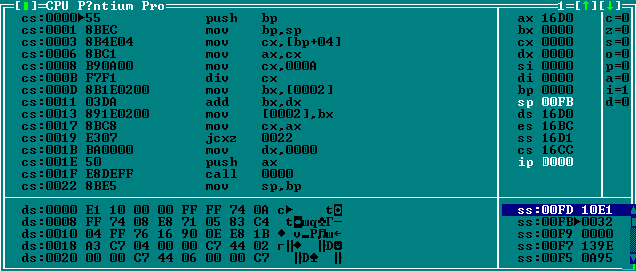 [■]=CPU P?ntium Pro 1=[↑][↓]
cs:0000►55 push bp
cs:0001 8BEC mov bp,sp
cs:0003 8B4E04 mov cx,[bp+04]
cs:0006 8BC1 mov ax,cx
cs:0008 B90A00 mov cx,000A
cs:000B F7F1 div cx
cs:000D 8B1E0200 mov bx,[0002]
cs:0011 03DA add bx,dx
cs:0013 891E0200 mov [0002],bx
cs:0017 8BC8 mov cx,ax
cs:0019 E307 jcxz 0022
cs:001B BA0000 mov dx,0000
cs:001E 50 push ax
cs:001F E8DEFF call 0000
cs:0022 8BE5 mov sp,bp
ax 16D0 c=0
bx 0000 z=0
cx 0000 s=0
dx 0000 o=0
si 0000 p=0
di 0000 a=0
bp 0000 i=1
sp 00FB d=0
ds 16D0
es 16BC
ss 16D1
cs 16CC
ip 0000
ds:0000 E1 10 00 00 FF FF 74 0A
ds:0008 FF 74 08 E8 71 05 83 C4
ds:0010 04 FF 76 16 90 0E E8 1B
ds:0018 A3 C7 04 00 00 C7 44 02
ds:0020 00 00 C7 44 06 00 00 C7
ss:00FD 10E1
ss:00FB►0032
ss:00F9 0000
ss:00F7 139E
ss:00F5 0A95